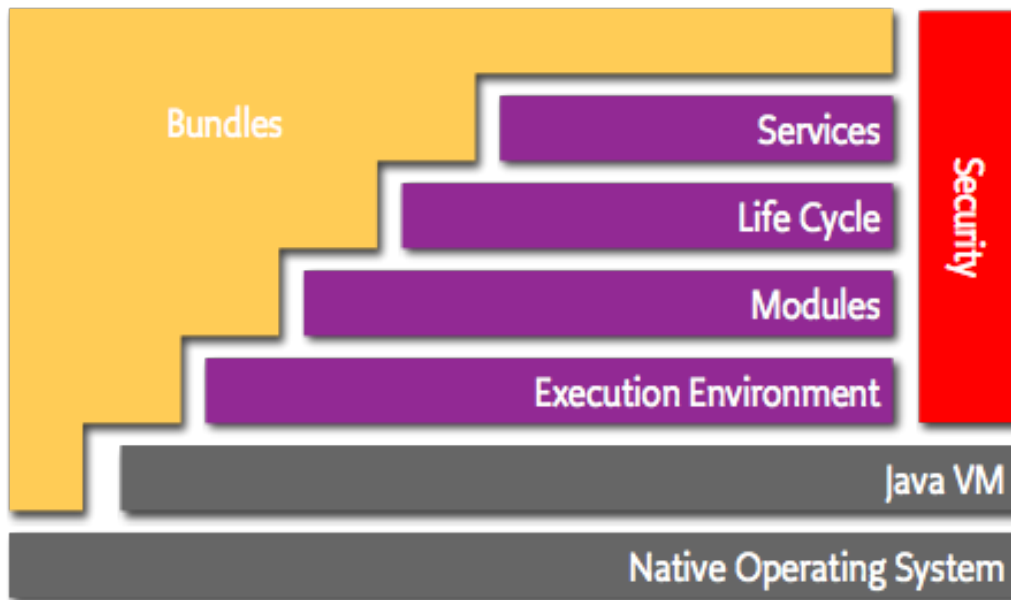 Bundles
Services
Life Cycle
Modules
Execution Environment
Security
Java VM
Native Operating System